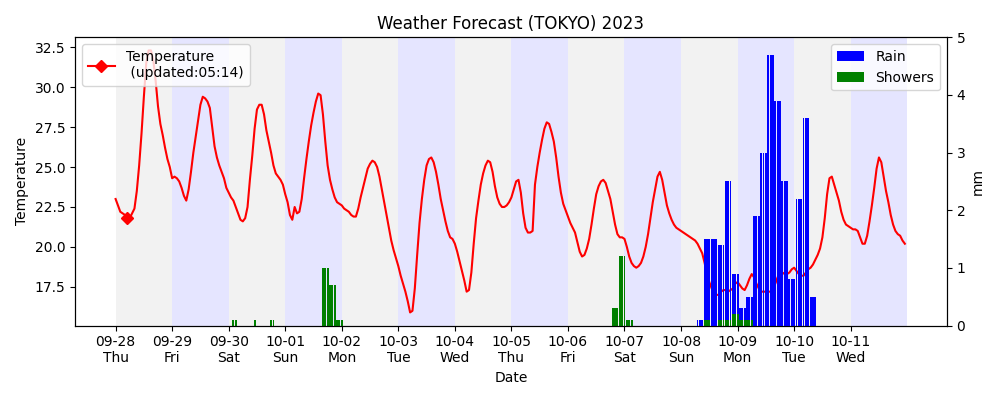 Weather Forecast (TOKYO) 2023
Temperature
(updated:05:14)
Rain
Showers
Temperature
32.5
30.0
27.5
25.0
22.5
20.0
17.5
5
4
3
2
1
0
mm
09-28 09-29 09-30 10-01 10-02 10-03 10-04 10-05 10-06 10-07 10-08 10-09 10-10 10-11
Thu Fri Sat Sun Mon Tue Wed Thu Fri Sat Sun Mon Tue Wed
Date